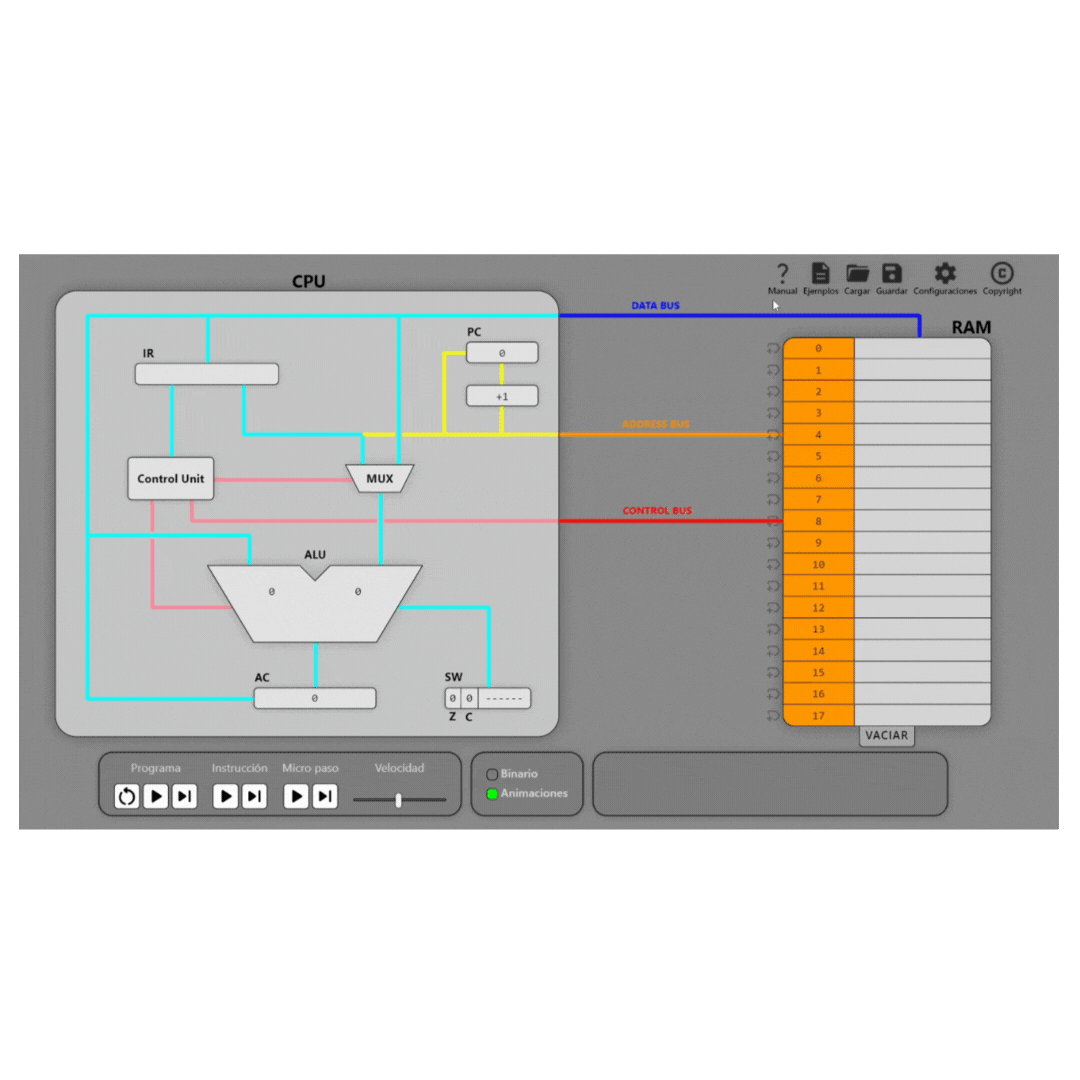 CPU
?
Manual
Ejemplos
Cargar
Guardar
Configuraciones
C
Copyright
DATA BUS
RAM
PC
0
+1
IR
ADDRESS BUS
Control Unit
MUX
CONTROL BUS
ALU
0 0
AC
0
SW
0 0 ------
Z C
0
1
2
3
4
5
6
7
8
9
10
11
12
13
14
15
16
17
VACIAR
Programa
Instrucción
Micro paso
Velocidad
Binario
Animaciones